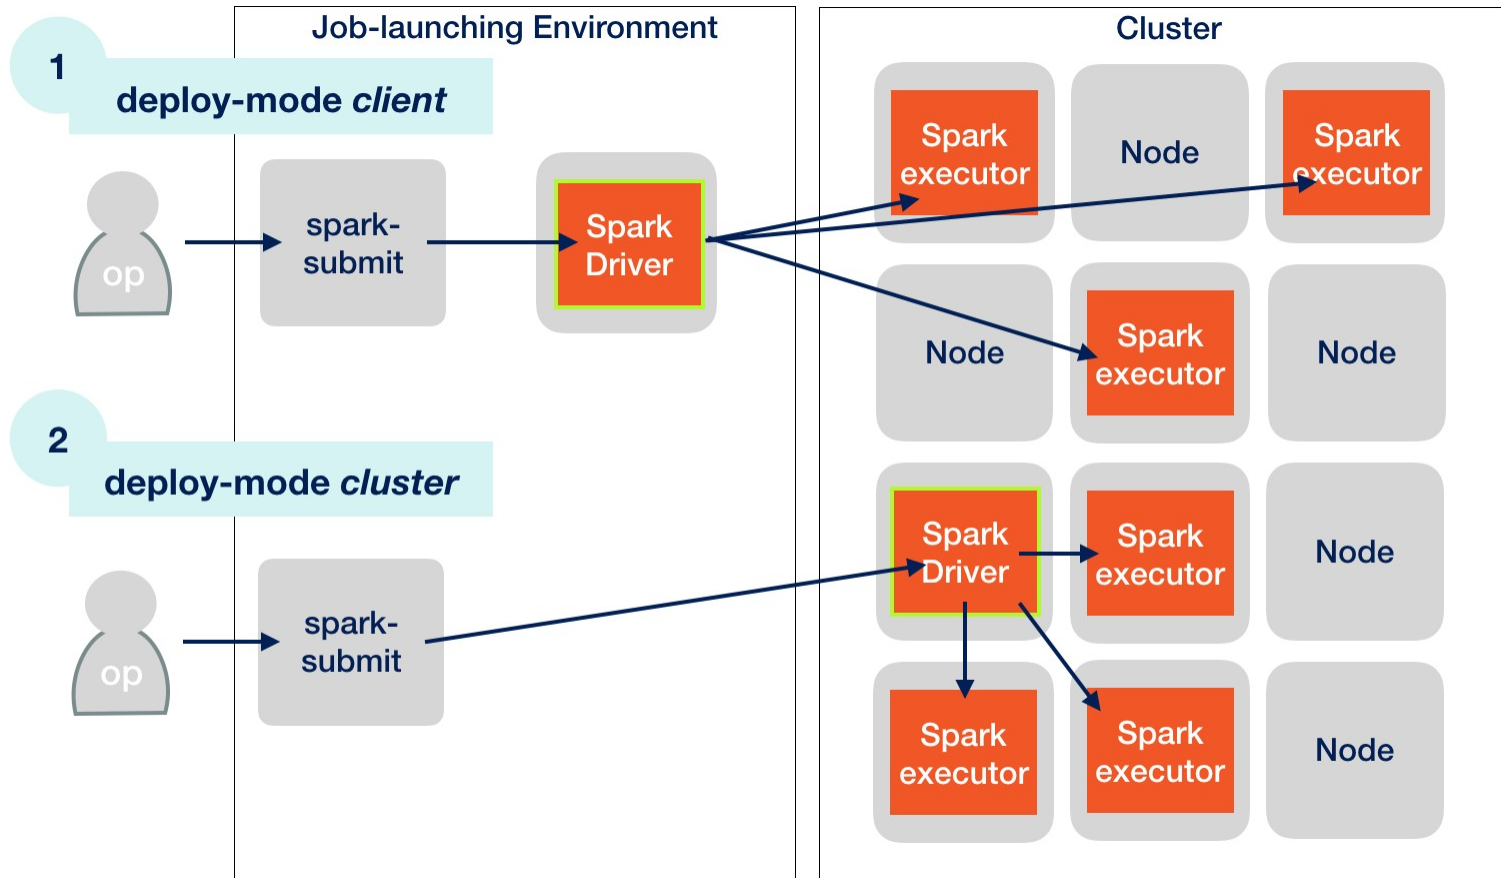 Job-launching Environment
Cluster
1
deploy-mode client
op
spark-
submit
Spark
Driver
Spark
executor
Node
Spark
executor
Node
Spark
executor
Node
2
deploy-mode cluster
op
spark-
submit
Spark
Driver
Spark
executor
Node
Spark
executor
Spark
executor
Node